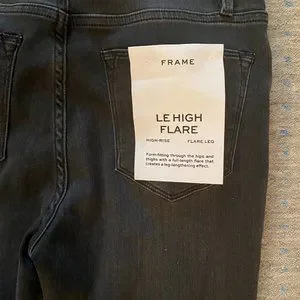 FRAME
LE HIGH
FLARE
HIGH-RISE FLARE LEG
Form-fitting through the hips and
thighs with a full-length flare that
creates a leg-lengthening effect.